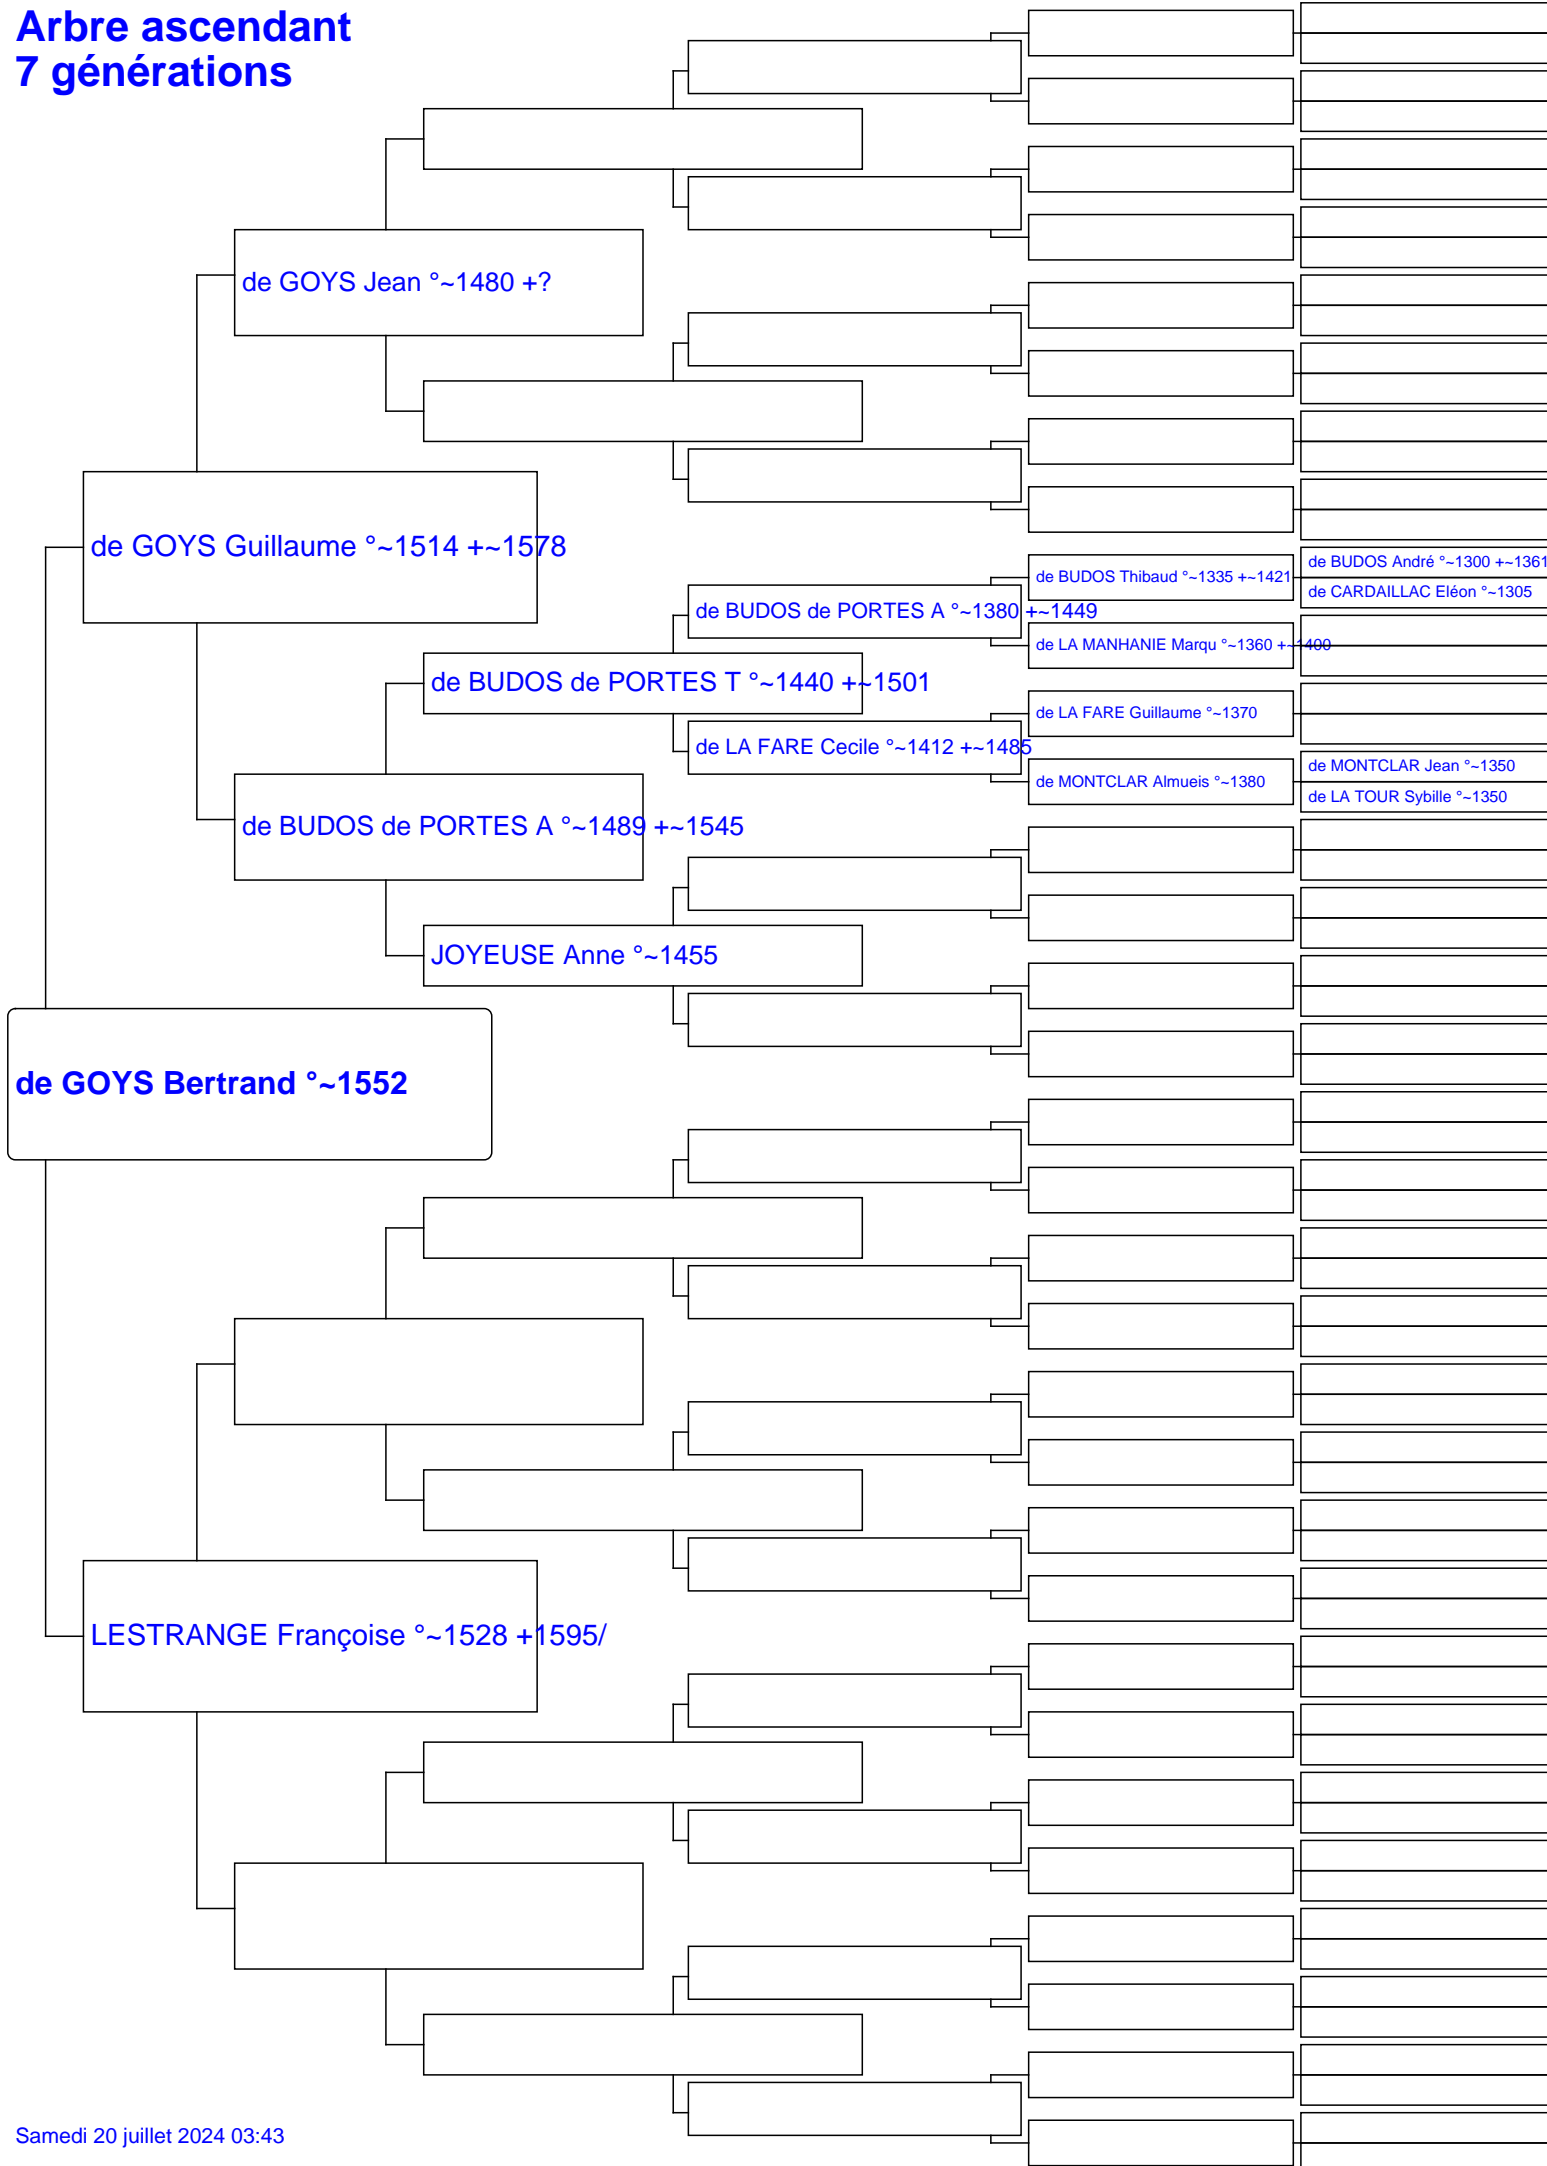 Arbre ascendant
7 générations
de GOYS Jean °~1480 +?
de GOYS Guillaume °~1514 +~1578
de BUDOS André °~1300 +~1361
de BUDOS Thibaud °~1335 +~1421
de CARDAILLAC Eléon °~1305
de BUDOS de PORTES A °~1380 +~1449
de LA MANHANIE Marqu °~1360 +~1400
de BUDOS de PORTES T °~1440 +~1501
de LA FARE Guillaume °~1370
de LA FARE Cecile °~1412 +~1485
de MONTCLAR Jean °~1350
de MONTCLAR Almueis °~1380
de LA TOUR Sybille °~1350
de BUDOS de PORTES A °~1489 +~1545
JOYEUSE Anne °~1455
de GOYS Bertrand °~1552
LESTRANGE Françoise °~1528 +1595/
Samedi 20 juillet 2024 03:43